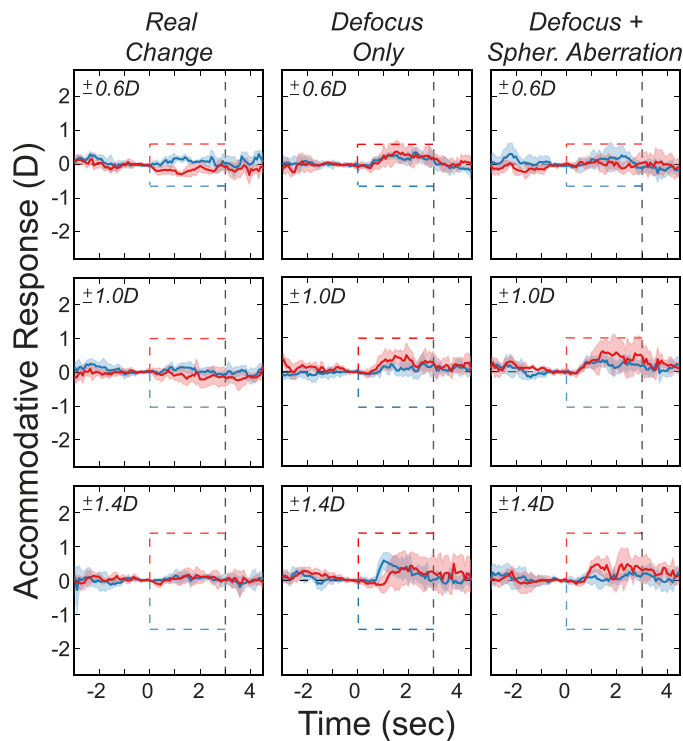 Real
Change
Defocus
Only
Defocus +
Spher. Aberration
Accommodative Response (D)
±0.6D
±0.6D
±0.6D
2
1
0
-1
-2
±1.0D
±1.0D
±1.0D
2
1
0
-1
-2
±1.4D
±1.4D
±1.4D
2
1
0
-1
-2
-2 0 2 4 -2 0 2 4 -2 0 2 4
Time (sec)